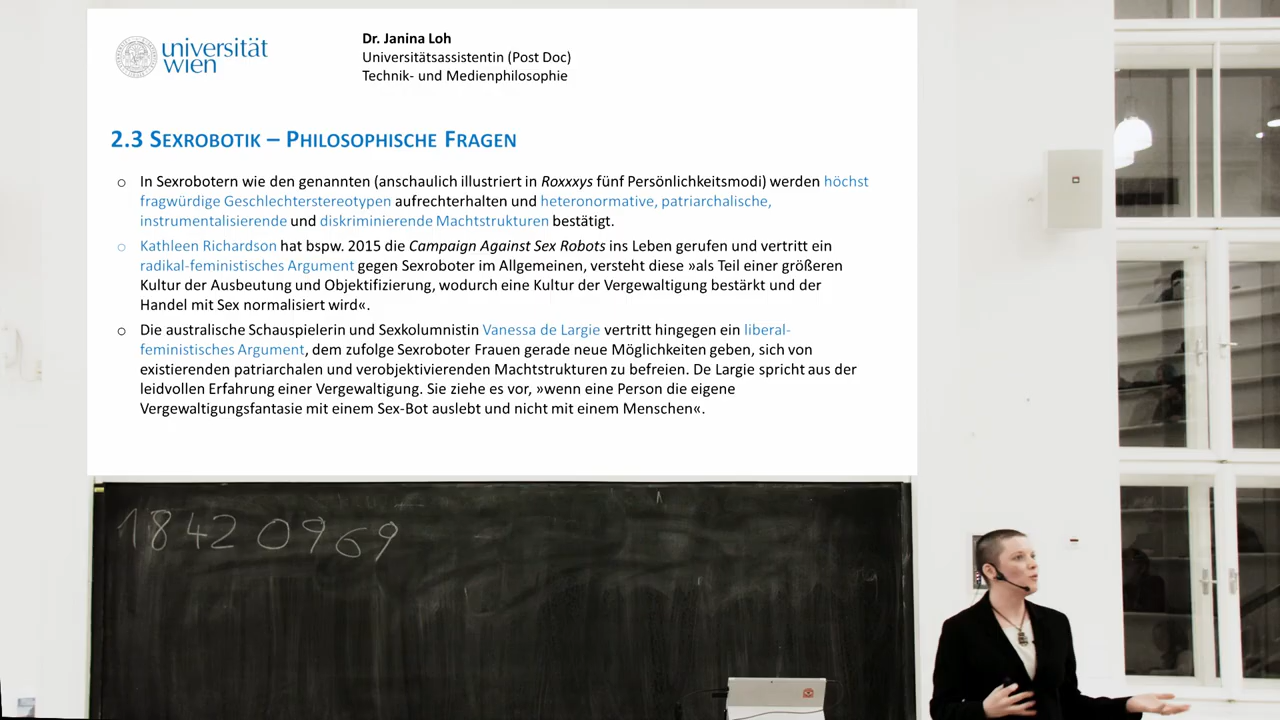 universität
wien
Dr. Janina Loh
Universitätsassistentin (Post Doc)
Technik- und Medienphilosophie
2.3 SEXROBOTIK – PHILOSOPHISCHE FRAGEN
o In Sexrobotern wie den genannten (anschaulich illustriert in Roxxxys fünf Persönlichkeitsmodi) werden höchst
fragwürdige Geschlechterstereotypen aufrechterhalten und heteronormative, patriarchalische,
instrumentalisierende und diskriminierende Machtstrukturen bestätigt.
o Kathleen Richardson hat bspw. 2015 die Campaign Against Sex Robots ins Leben gerufen und vertritt ein
radikal-feministisches Argument gegen Sexroboter im Allgemeinen, versteht diese »als Teil einer größeren
Kultur der Ausbeutung und Objektifizierung, wodurch eine Kultur der Vergewaltigung bestärkt und der
Handel mit Sex normalisiert wird«.
o Die australische Schauspielerin und Sexkolumnistin Vanessa de Largie vertritt hingegen ein liberal-
feministisches Argument, dem zufolge Sexroboter Frauen gerade neue Möglichkeiten geben, sich von
existierenden patriarchalen und verobjektivierenden Machtstrukturen zu befreien. De Largie spricht aus der
leidvollen Erfahrung einer Vergewaltigung. Sie ziehe es vor, »wenn eine Person die eigene
Vergewaltigungsfantasie mit einem Sex-Bot auslebt und nicht mit einem Menschen«.
1842 0969